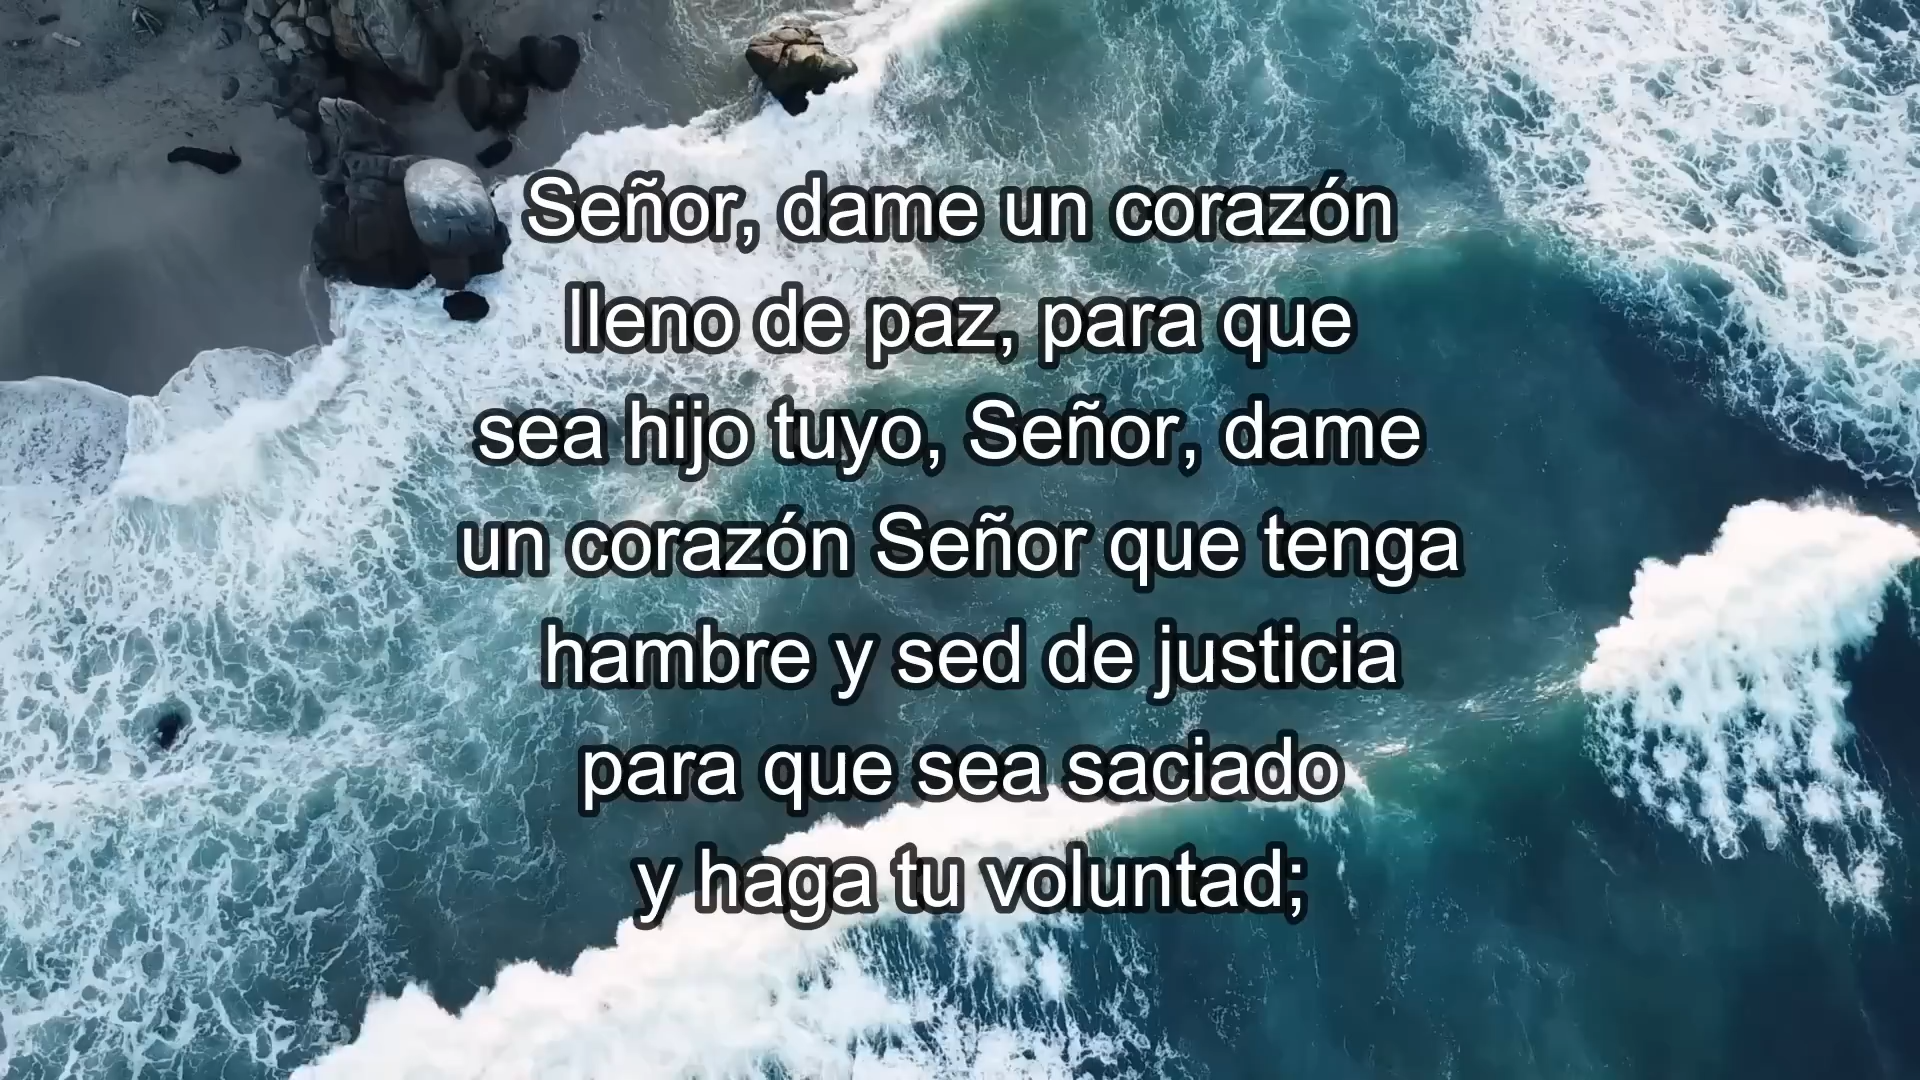 Señor, dame un corazón
lleno de paz, para que
sea hijo tuyo, Señor, dame
un corazón Señor que tenga
hambre y sed de justicia
para que sea saciado
y haga tu voluntad;